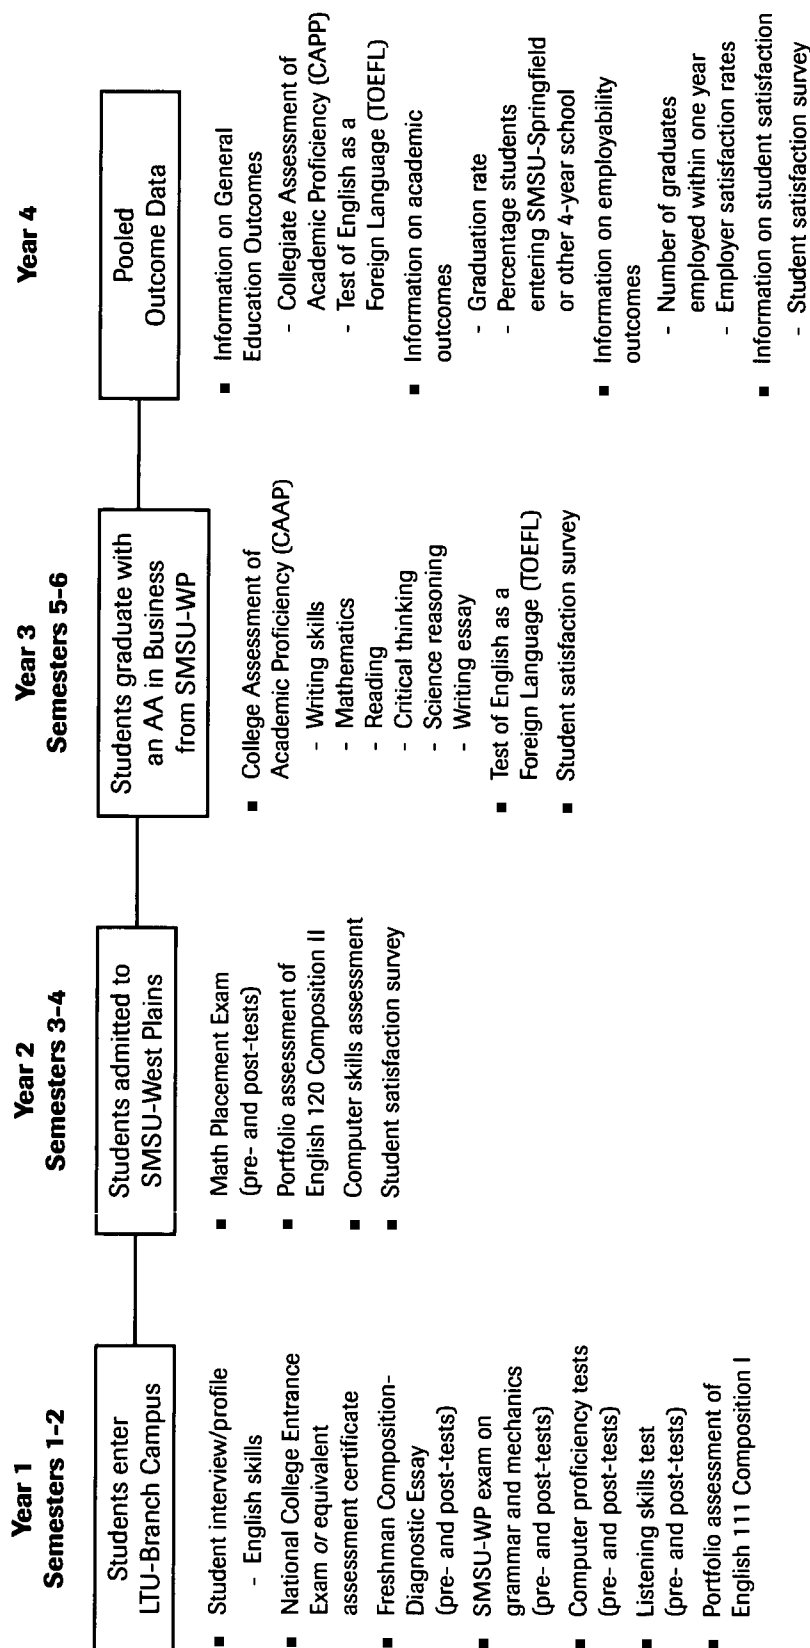 Year 1
Semesters 1–2
Students enter
LTU-Branch Campus
■ Student interview/profile
- English skills
■ National College Entrance
Exam or equivalent
assessment certificate
■ Freshman Composition–
Diagnostic Essay
(pre- and post-tests)
■ SMSU-WP exam on
grammar and mechanics
(pre- and post-tests)
■ Computer proficiency tests
(pre- and post-tests)
■ Listening skills test
(pre- and post-tests)
■ Portfolio assessment of
English 111 Composition I
Year 2
Semesters 3–4
Students admitted to
SMSU-West Plains
■ Math Placement Exam
(pre- and post-tests)
■ Portfolio assessment of
English 120 Composition II
■ Computer skills assessment
■ Student satisfaction survey
Year 3
Semesters 5–6
Students graduate with
an AA in Business
from SMSU-WP
■ College Assessment of
Academic Proficiency (CAAP)
- Writing skills
- Mathematics
- Reading
- Critical thinking
- Science reasoning
- Writing essay
■ Test of English as a
Foreign Language (TOEFL)
■ Student satisfaction survey
Year 4
Pooled
Outcome Data
■ Information on General
Education Outcomes
- Collegiate Assessment of
Academic Proficiency (CAPP)
- Test of English as a
Foreign Language (TOEFL)
■ Information on academic
outcomes
- Graduation rate
- Percentage students
entering SMSU-Springfield
or other 4-year school
■ Information on employability
outcomes
- Number of graduates
employed within one year
- Employer satisfaction rates
■ Information on student satisfaction
- Student satisfaction survey